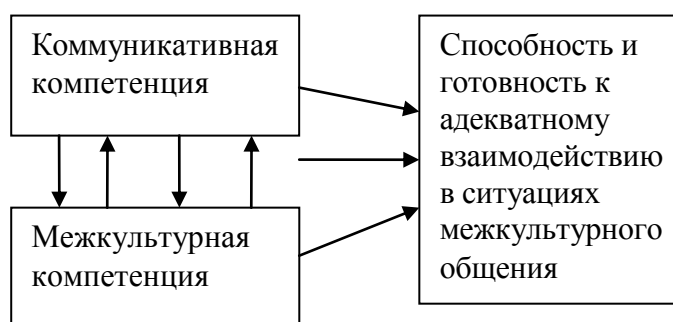 Коммуникативная
компетенция
Межкультурная
компетенция
Способность и
готовность к
адекватному
взаимодействию
в ситуациях
межкультурного
общения